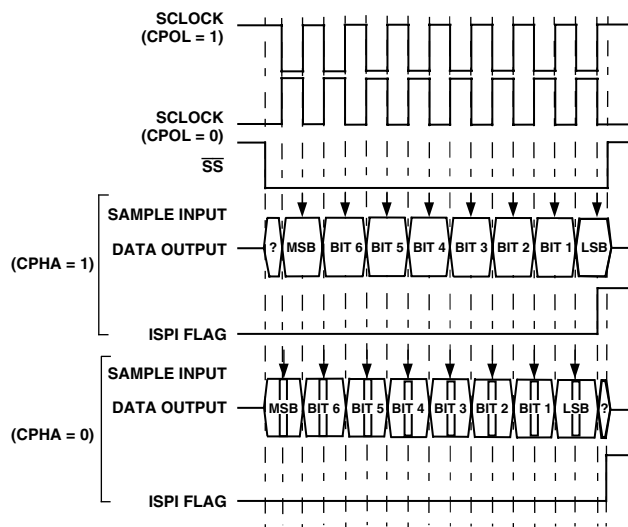 SCLOCK
(CPOL = 1)
SCLOCK
(CPOL = 0)
SS
SAMPLE INPUT
DATA OUTPUT
? MSB BIT 6 BIT 5 BIT 4 BIT 3 BIT 2 BIT 1 LSB
(CPHA = 1)
ISPI FLAG
SAMPLE INPUT
DATA OUTPUT
MSB BIT 6 BIT 5 BIT 4 BIT 3 BIT 2 BIT 1 LSB ?
(CPHA = 0)
ISPI FLAG